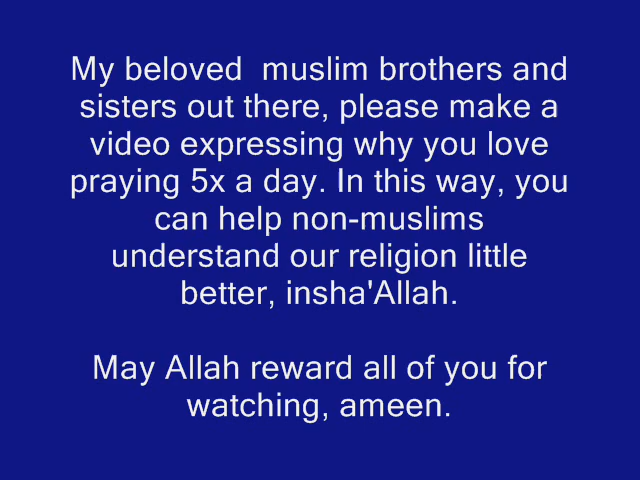 My beloved  muslim brothers and
sisters out there, please make a
video expressing why you love
praying 5x a day. In this way, you
can help non-muslims
understand our religion little
better, insha'Allah.

May Allah reward all of you for
watching, ameen.